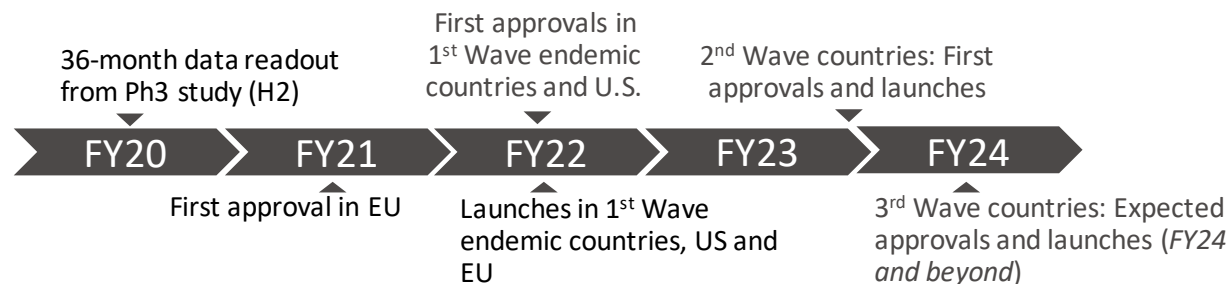 36-month data readout
from Ph3 study (H2)
First approvals in
1st Wave endemic
countries and U.S.
2nd Wave countries: First
approvals and launches
FY20
FY21
FY22
FY23
FY24
First approval in EU
Launches in 1st Wave
endemic countries, US and
EU
3rd Wave countries: Expected
approvals and launches (FY24
and beyond)